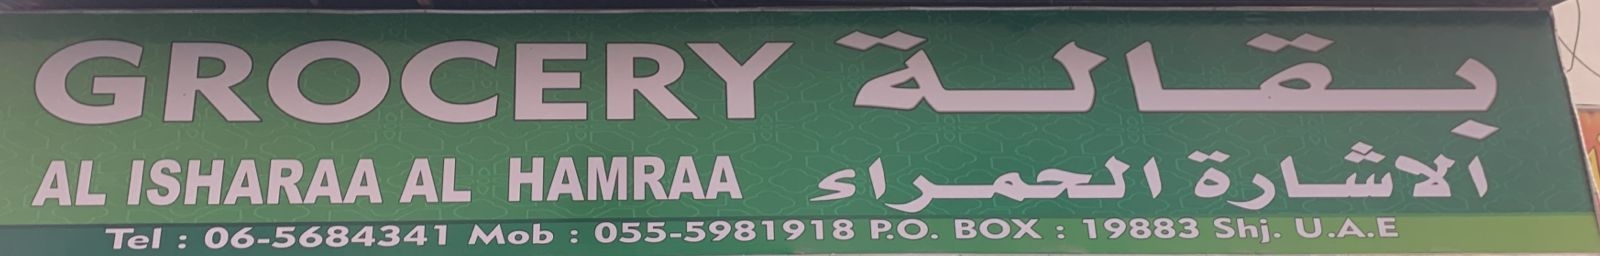 GROCERY بقالة
AL ISHARAA AL HAMRAA الاشارة الحمراء
Tel : 06-5684341 Mob : 055-5981918 P.O. BOX : 19883 Shj. U.A.E